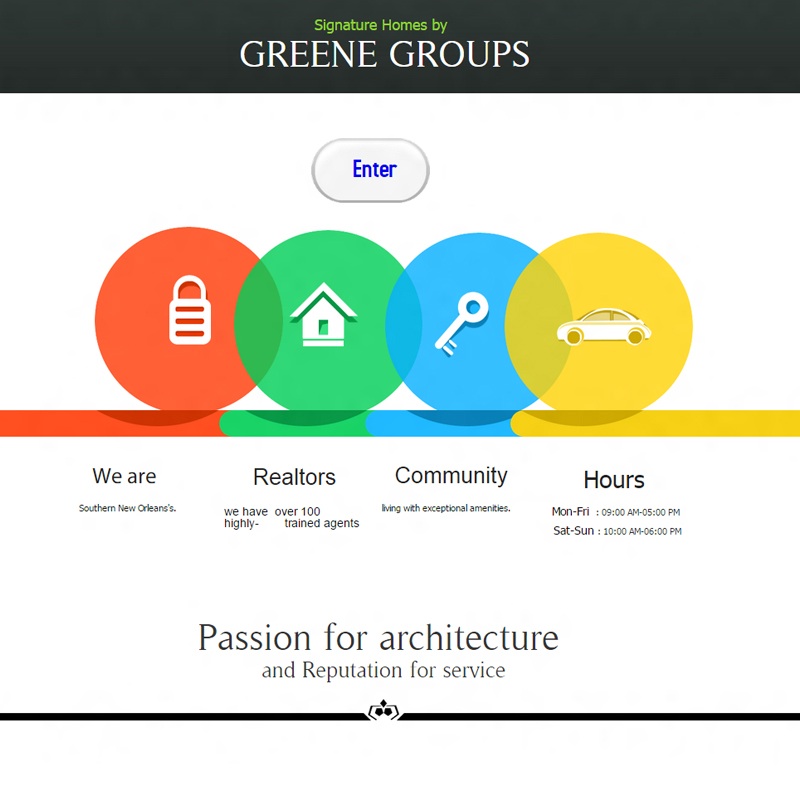 Signature Homes by
GREENE GROUPS
Enter
We are
Southern New Orleans's.
Realtors
we have over 100
highly- trained agents
Community
living with exceptional amenities.
Hours
Mon-Fri : 09:00 AM-05:00 PM
Sat-Sun : 10:00 AM-06:00 PM
Passion for architecture
and Reputation for service